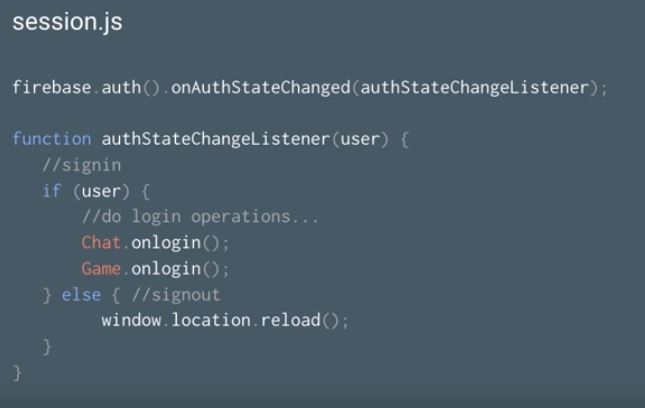 session.js
firebase.auth().onAuthStateChanged(authStateChangeListener);
function authStateChangeListener(user) {
//signin
if (user) {
//do login operations...
Chat.onlogin();
Game.onlogin();
} else { //signout
window.location.reload();
}
}